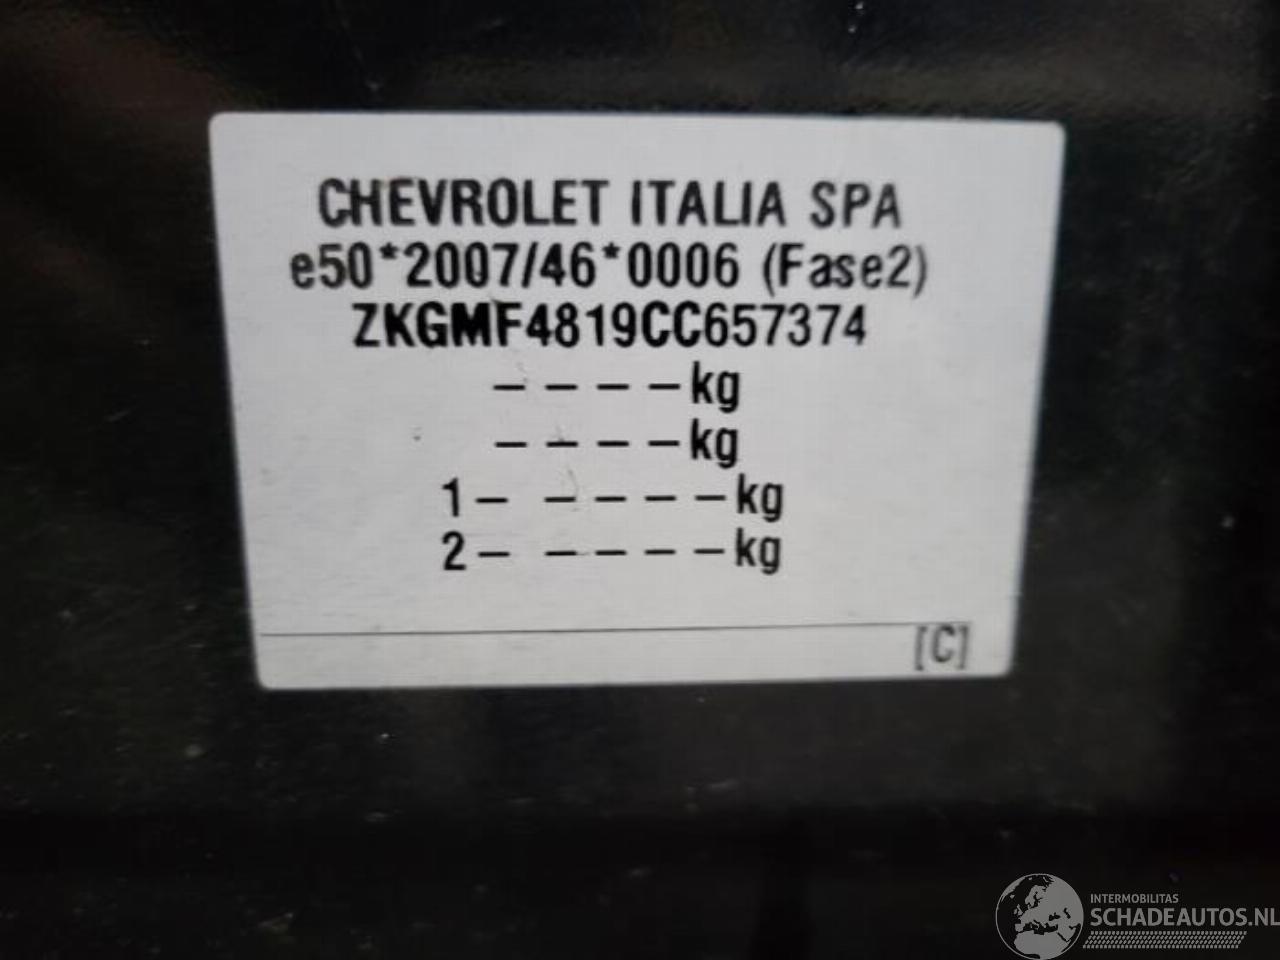 CHEVROLET ITALIA SPA
e50*2007/46*0006 (Fase2)
ZKGMF4819CC657374
----kg
----kg
1- ----kg
2- ----kg
[C]
INTERMOBILITAS
SCHADEAUTOS.NL